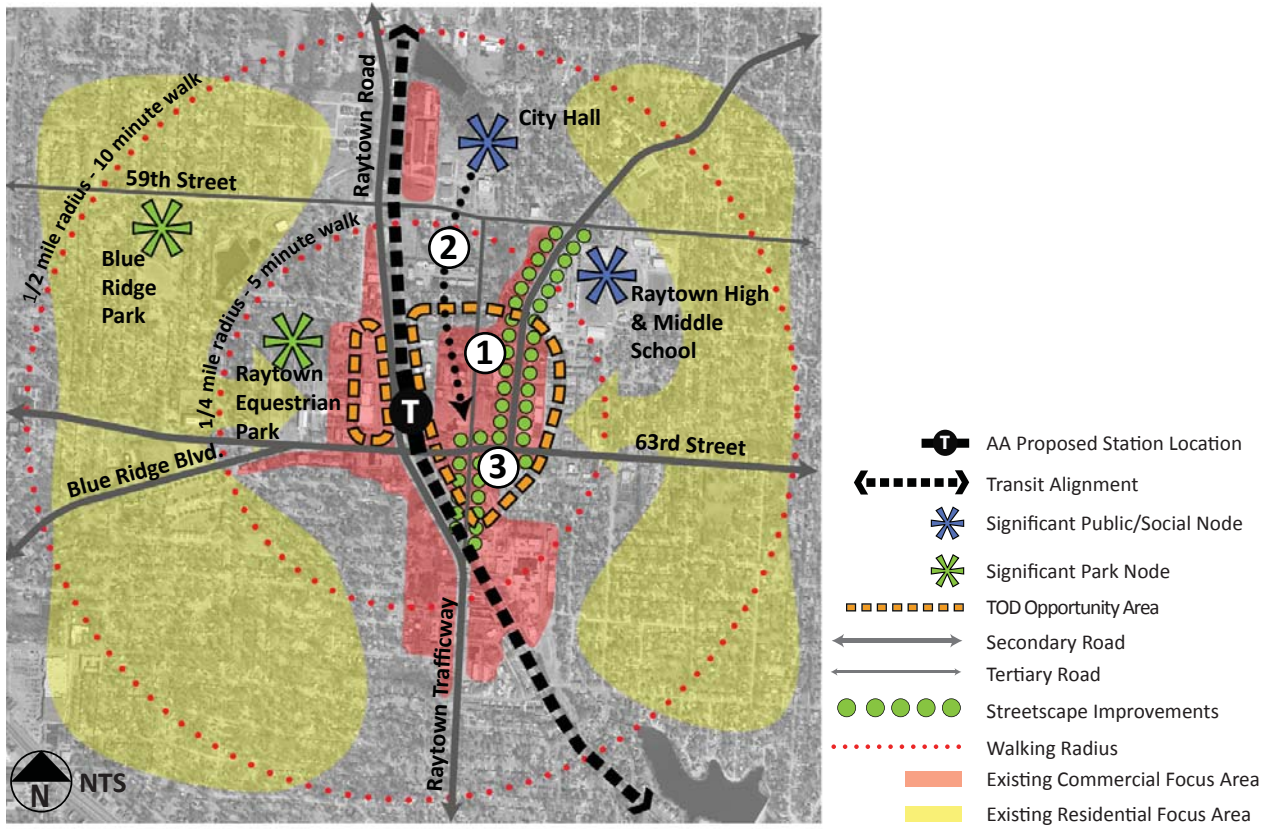 Raytown Road
City Hall
1/2 mile radius - 10 minute walk
59th Street
1/4 mile radius - 5 minute walk
2
Blue
Ridge
Park
Raytown High
& Middle
School
1
Raytown
Equestrian
Park
T
63rd Street
Blue Ridge Blvd.
3
Raytown Trafficway
N
NTS
T
AA Proposed Station Location
Transit Alignment
Significant Public/Social Node
Significant Park Node
TOD Opportunity Area
Secondary Road
Tertiary Road
Streetscape Improvements
Walking Radius
Existing Commercial Focus Area
Existing Residential Focus Area